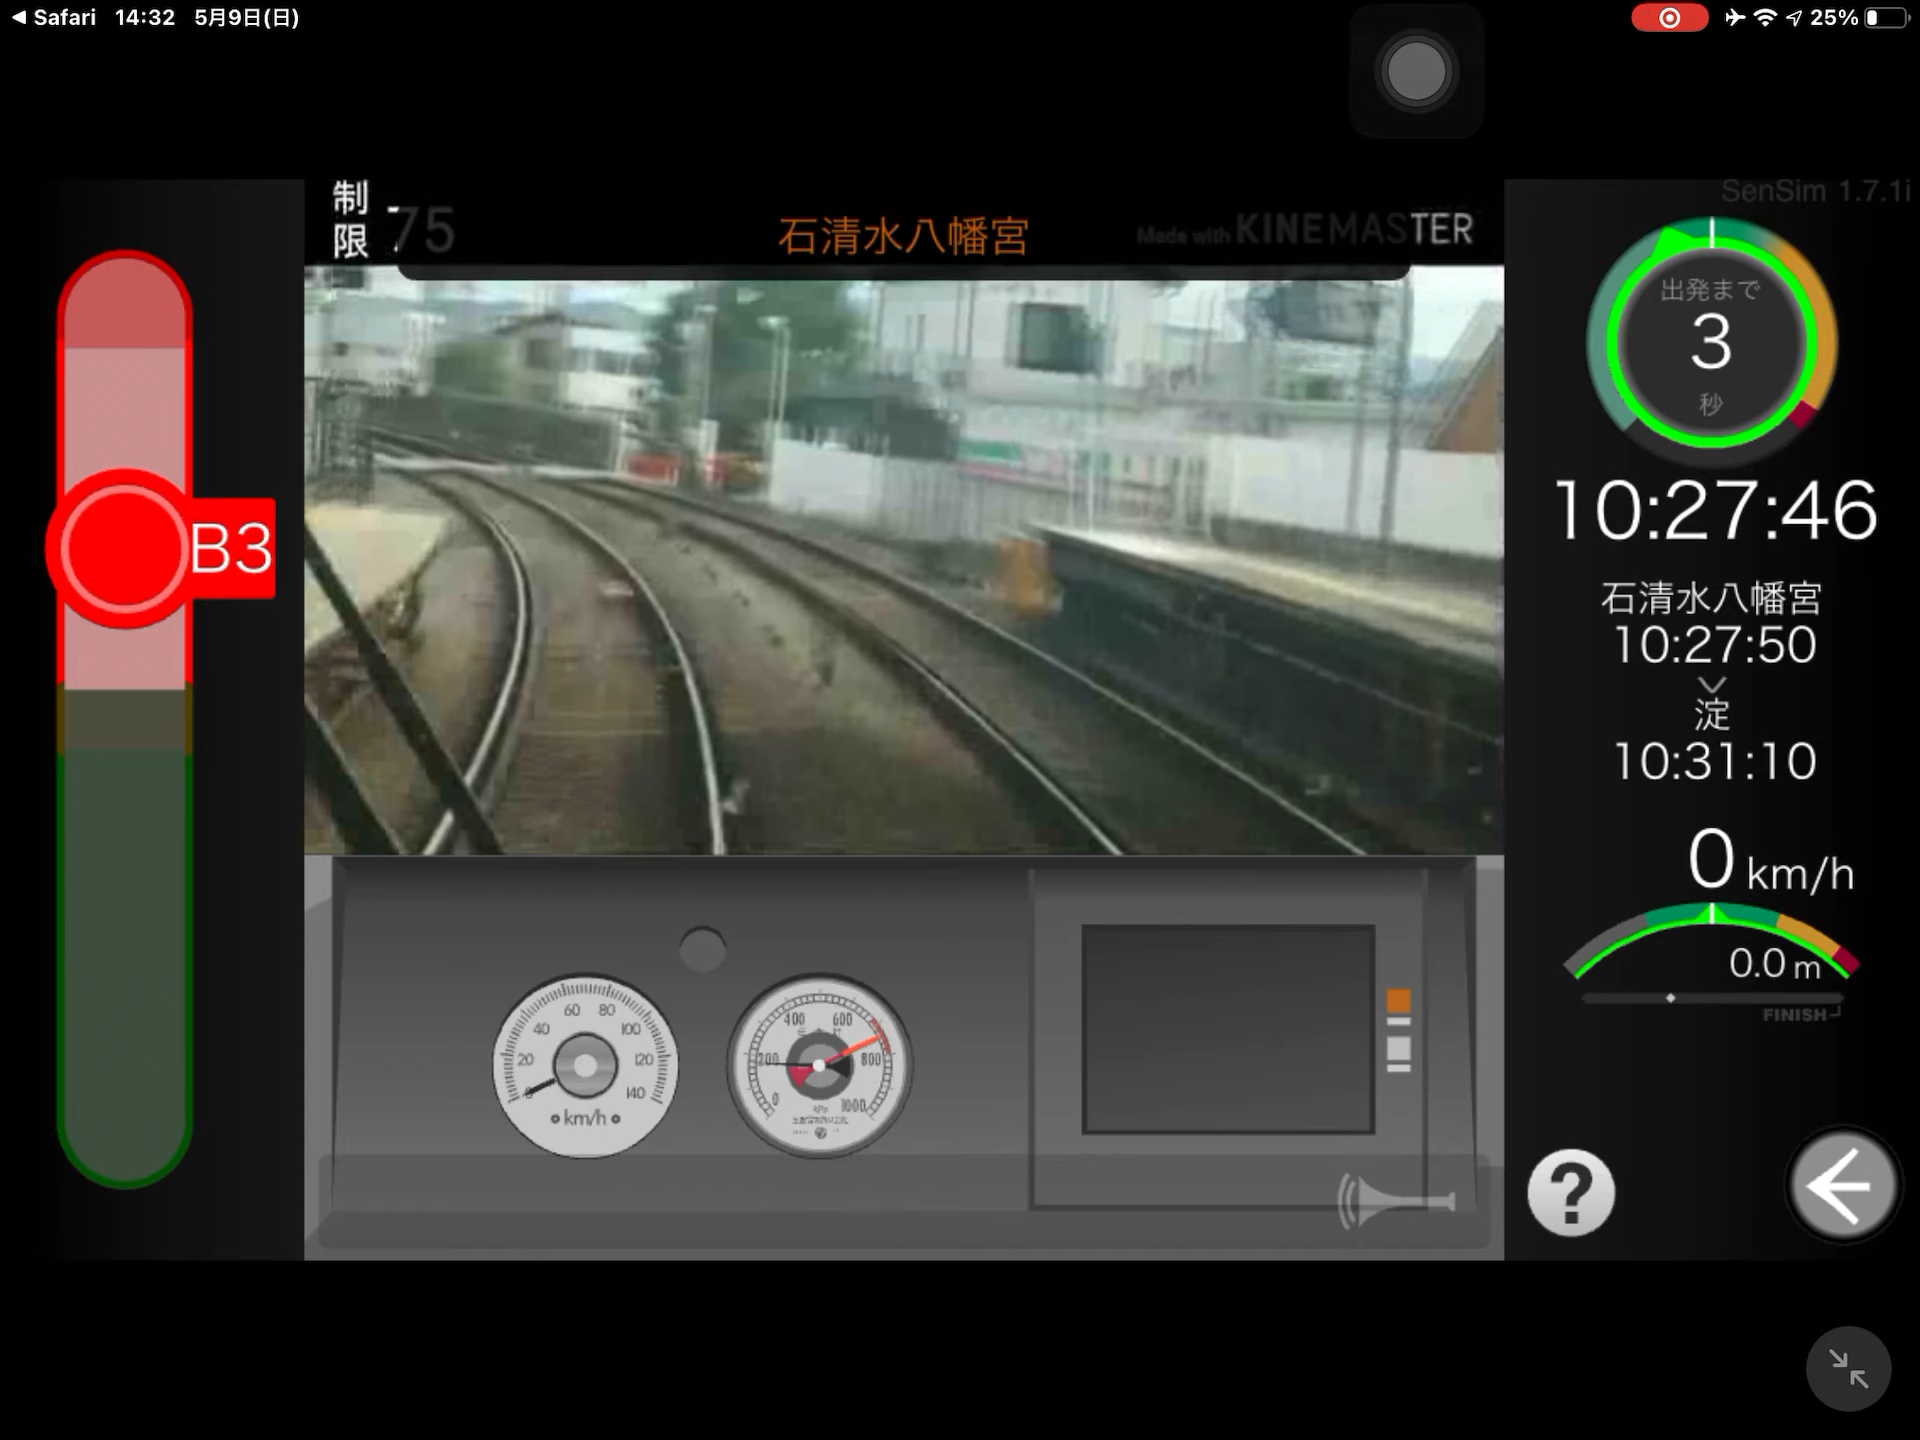 Safari 14:32 5月9日(日)
25%
SenSim 1.7.1i
制限 75
石清水八幡宮
Made with KINEMASTER
出発まで
3
秒
10:27:46
B3
石清水八幡宮
10:27:50
淀
10:31:10
0 km/h
0.0 m
FINISH
0 20 40 60 80 100 120 140
km/h
0 200 400 600 800 1000
kPa
?